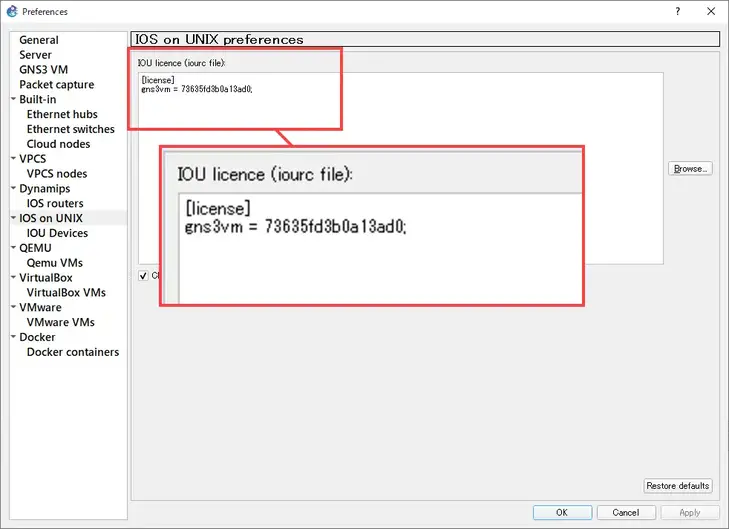 Preferences
?
General
Server
GNS3 VM
Packet capture
Built-in
Ethernet hubs
Ethernet switches
Cloud nodes
VPCS
VPCS nodes
Dynamips
IOS routers
IOS on UNIX
IOU Devices
QEMU
Qemu VMs
VirtualBox
VirtualBox VMs
VMware
VMware VMs
Docker
Docker containers
IOS on UNIX preferences
IOU licence (iourc file):
[license]
gns3vm = 73635fd3b0a13ad0;
Browse...
IOU licence (iourc file):
[license]
gns3vm = 73635fd3b0a13ad0;
Restore defaults
OK
Cancel
Apply